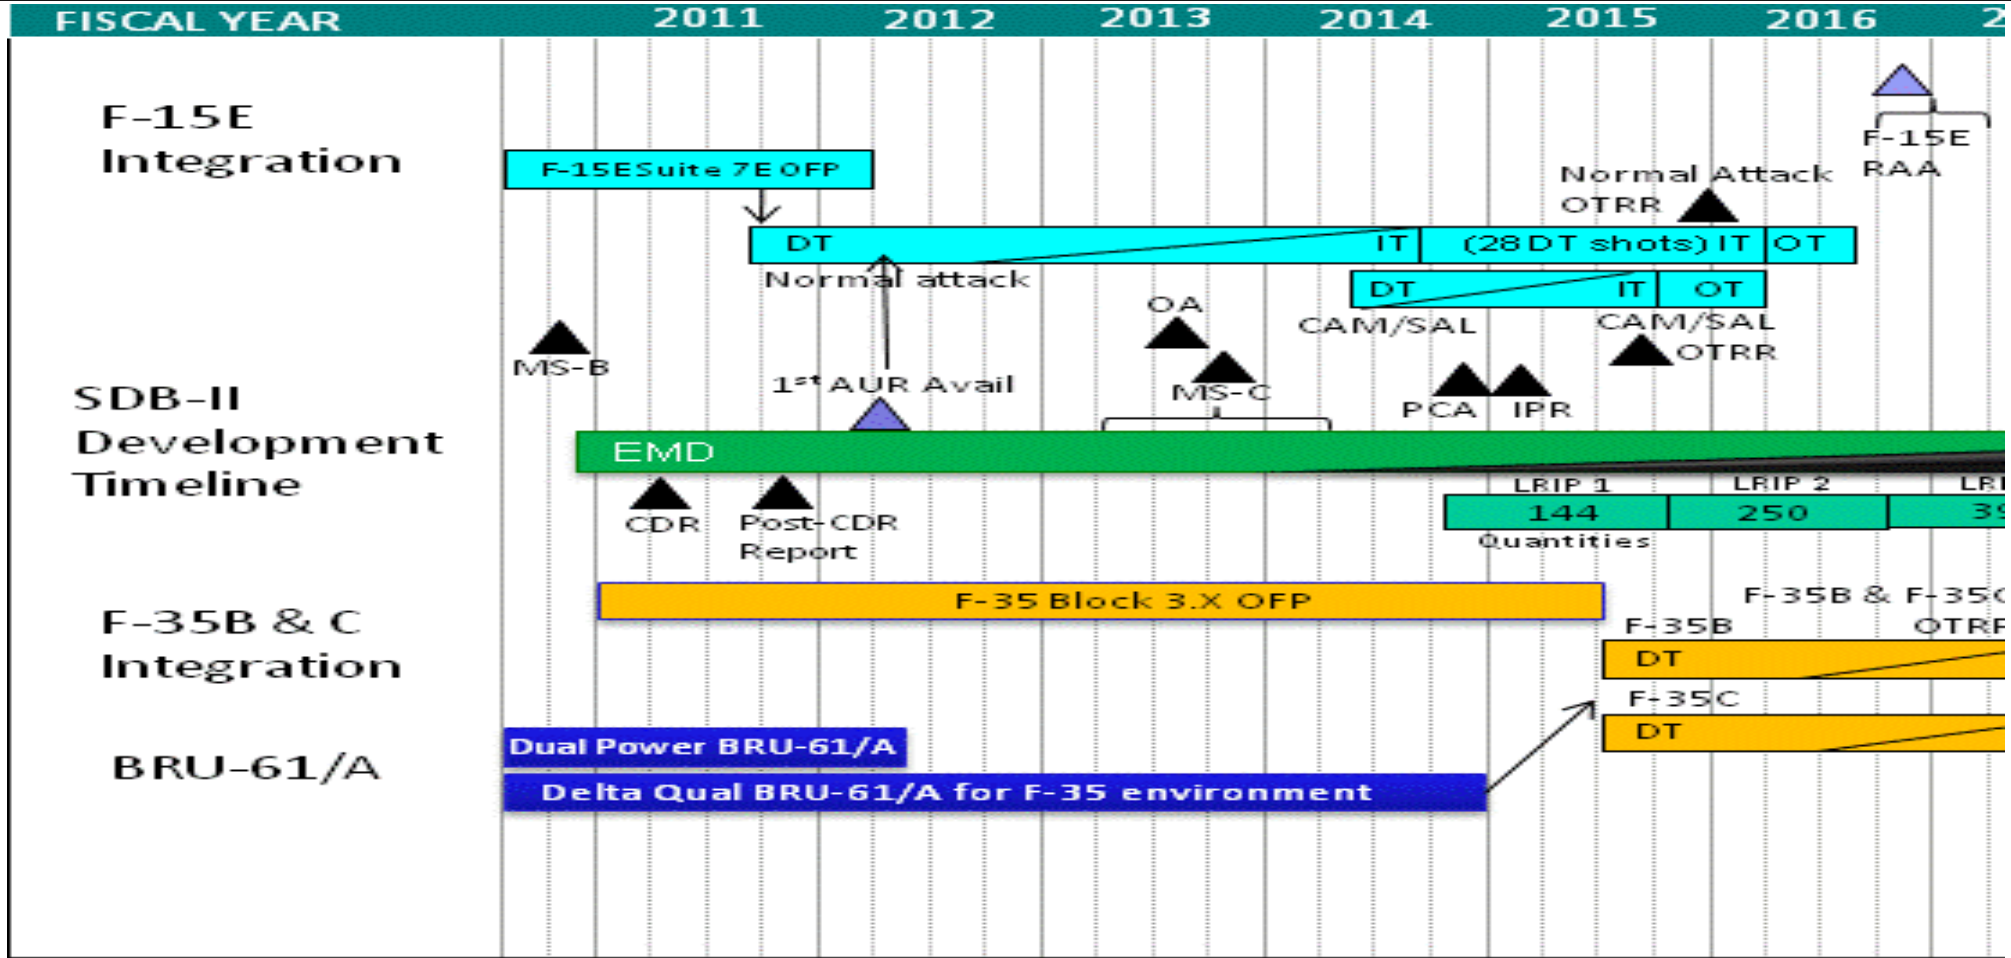 FISCAL YEAR 2011 2012 2013 2014 2015 2016
F-15E
Integration
F-15E
RAA
F-15ESuite 7E OFP
Normal Attack
OTRR
DT IT (28 DT shots) IT OT
Normal attack
DT IT OT
CAM/SAL
CAM/SAL
OTRR
OA
MS-B
MS-C
1st AUR Avail
PCA IPR
SDB-II
Development
Timeline
EMD
CDR
Post-CDR
Report
LRIP 1 LRIP 2
144 250
Quantities
F-35B & C
Integration
F-35 Block 3.X OFP
F-35B & F-35C
F-35B
DT
F-35C
DT
BRU-61/A
Dual Power BRU-61/A
Delta Qual BRU-61/A for F-35 environment